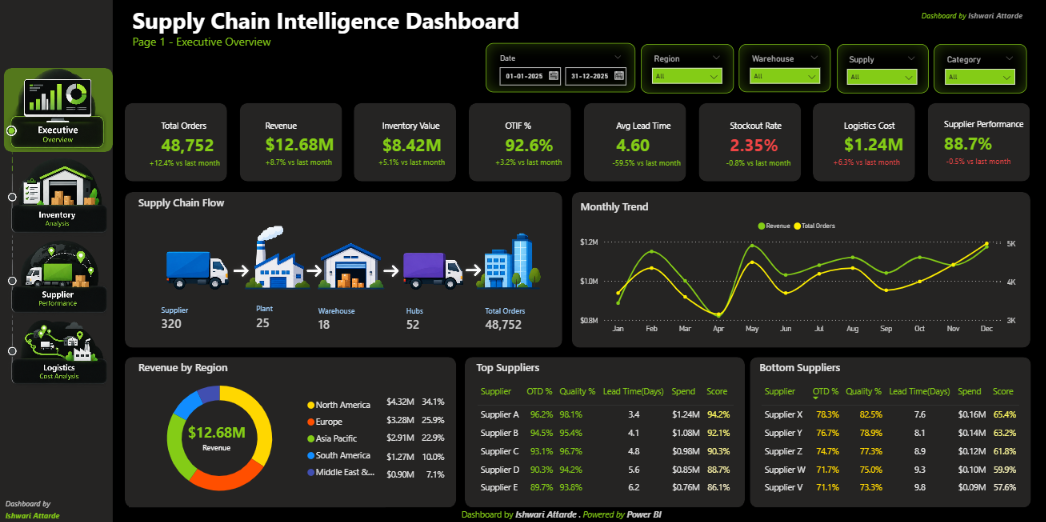 Supply Chain Intelligence Dashboard
Page 1 - Executive Overview
Dashboard by Ishwari Attarde
Date
01-01-2025 31-12-2025
Region
All
Warehouse
All
Supply
All
Category
All
Executive
Overview
Inventory
Analysis
Supplier
Performance
Logistics
Cost Analysis
Dashboard by
Ishwari Attarde
Total Orders
48,752
+12.4% vs last month
Revenue
$12.68M
+8.7% vs last month
Inventory Value
$8.42M
+5.1% vs last month
OTIF %
92.6%
+3.2% vs last month
Avg Lead Time
4.60
-59.5% vs last month
Stockout Rate
2.35%
-0.8% vs last month
Logistics Cost
$1.24M
+6.3% vs last month
Supplier Performance
88.7%
-0.5% vs last month
Supply Chain Flow
Supplier
320
Plant
25
Warehouse
18
Hubs
52
Total Orders
48,752
Monthly Trend
Revenue Total Orders
$1.2M
$1.0M
$0.8M
5K
4K
3K
Jan Feb Mar Apr May Jun Jul Aug Sep Oct Nov Dec
Revenue by Region
$12.68M
Revenue
North America $4.32M 34.1%
Europe $3.28M 25.9%
Asia Pacific $2.91M 22.9%
South America $1.27M 10.0%
Middle East &... $0.90M 7.1%
Top Suppliers
Supplier OTD % Quality % Lead Time(Days) Spend Score
Supplier A 96.2% 98.1% 3.4 $1.24M 94.2%
Supplier B 94.5% 95.4% 4.1 $1.08M 92.1%
Supplier C 93.1% 96.7% 4.8 $0.98M 90.3%
Supplier D 90.3% 94.2% 5.6 $0.85M 88.7%
Supplier E 89.7% 93.8% 6.2 $0.76M 86.1%
Bottom Suppliers
Supplier OTD % Quality % Lead Time(Days) Spend Score
Supplier X 78.3% 82.5% 7.6 $0.16M 65.4%
Supplier Y 76.7% 78.9% 8.1 $0.14M 63.2%
Supplier Z 74.7% 77.3% 8.9 $0.12M 61.8%
Supplier W 71.7% 75.0% 9.3 $0.10M 59.9%
Supplier V 71.1% 73.3% 9.8 $0.09M 57.6%
Dashboard by Ishwari Attarde . Powered by Power BI